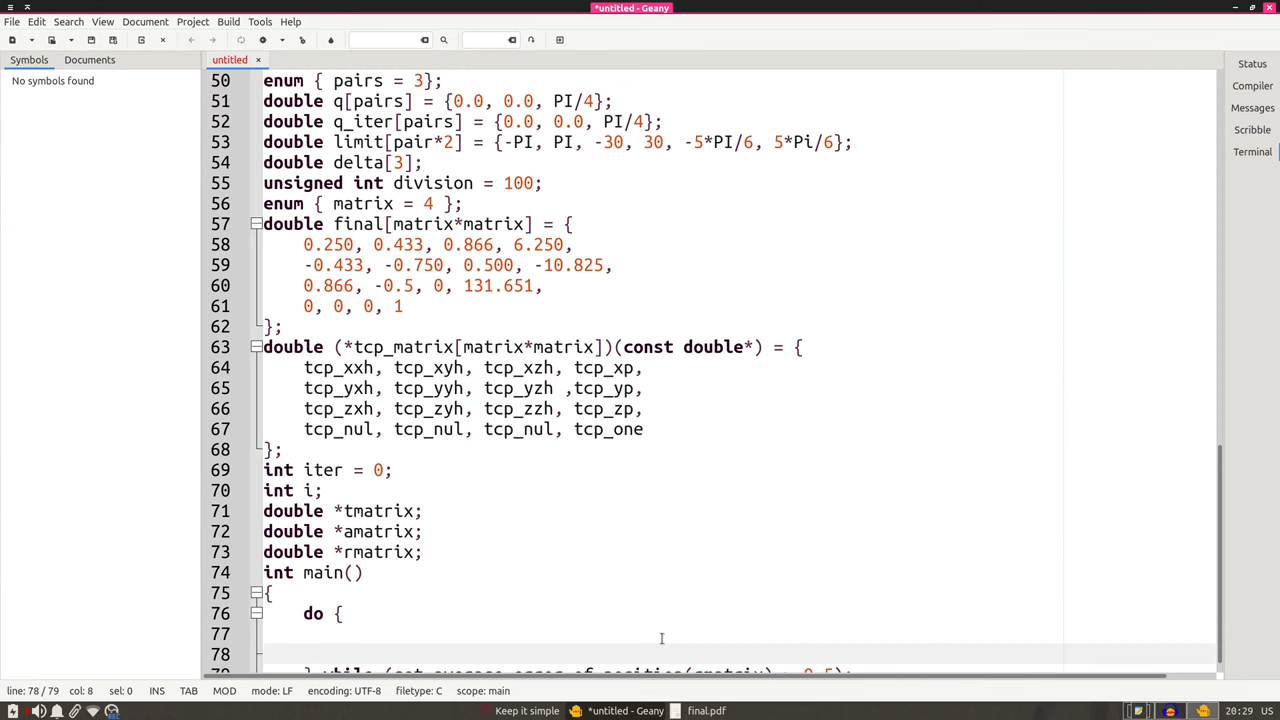 *untitled - Geany
File Edit Search View Document Project Build Tools Help
Symbols Documents untitled × Status
No symbols found Compiler
Messages
Scribble
Terminal
50 enum { pairs = 3};
51 double q[pairs] = {0.0, 0.0, PI/4};
52 double q_iter[pairs] = {0.0, 0.0, PI/4};
53 double limit[pair*2] = {-PI, PI, -30, 30, -5*PI/6, 5*Pi/6};
54 double delta[3];
55 unsigned int division = 100;
56 enum { matrix = 4 };
57 double final[matrix*matrix] = {
58 0.250, 0.433, 0.866, 6.250,
59 -0.433, -0.750, 0.500, -10.825,
60 0.866, -0.5, 0, 131.651,
61 0, 0, 0, 1
62 };
63 double (*tcp_matrix[matrix*matrix])(const double*) = {
64 tcp_xxh, tcp_xyh, tcp_xzh, tcp_xp,
65 tcp_yxh, tcp_yyh, tcp_yzh ,tcp_yp,
66 tcp_zxh, tcp_zyh, tcp_zzh, tcp_zp,
67 tcp_nul, tcp_nul, tcp_nul, tcp_one
68 };
69 int iter = 0;
70 int i;
71 double *tmatrix;
72 double *amatrix;
73 double *rmatrix;
74 int main()
75 {
76 do {
77
78
line: 78 / 79 col: 8 sel: 0 INS TAB MOD mode: LF encoding: UTF-8 filetype: C scope: main
Keep it simple *untitled - Geany final.pdf 20:29 US